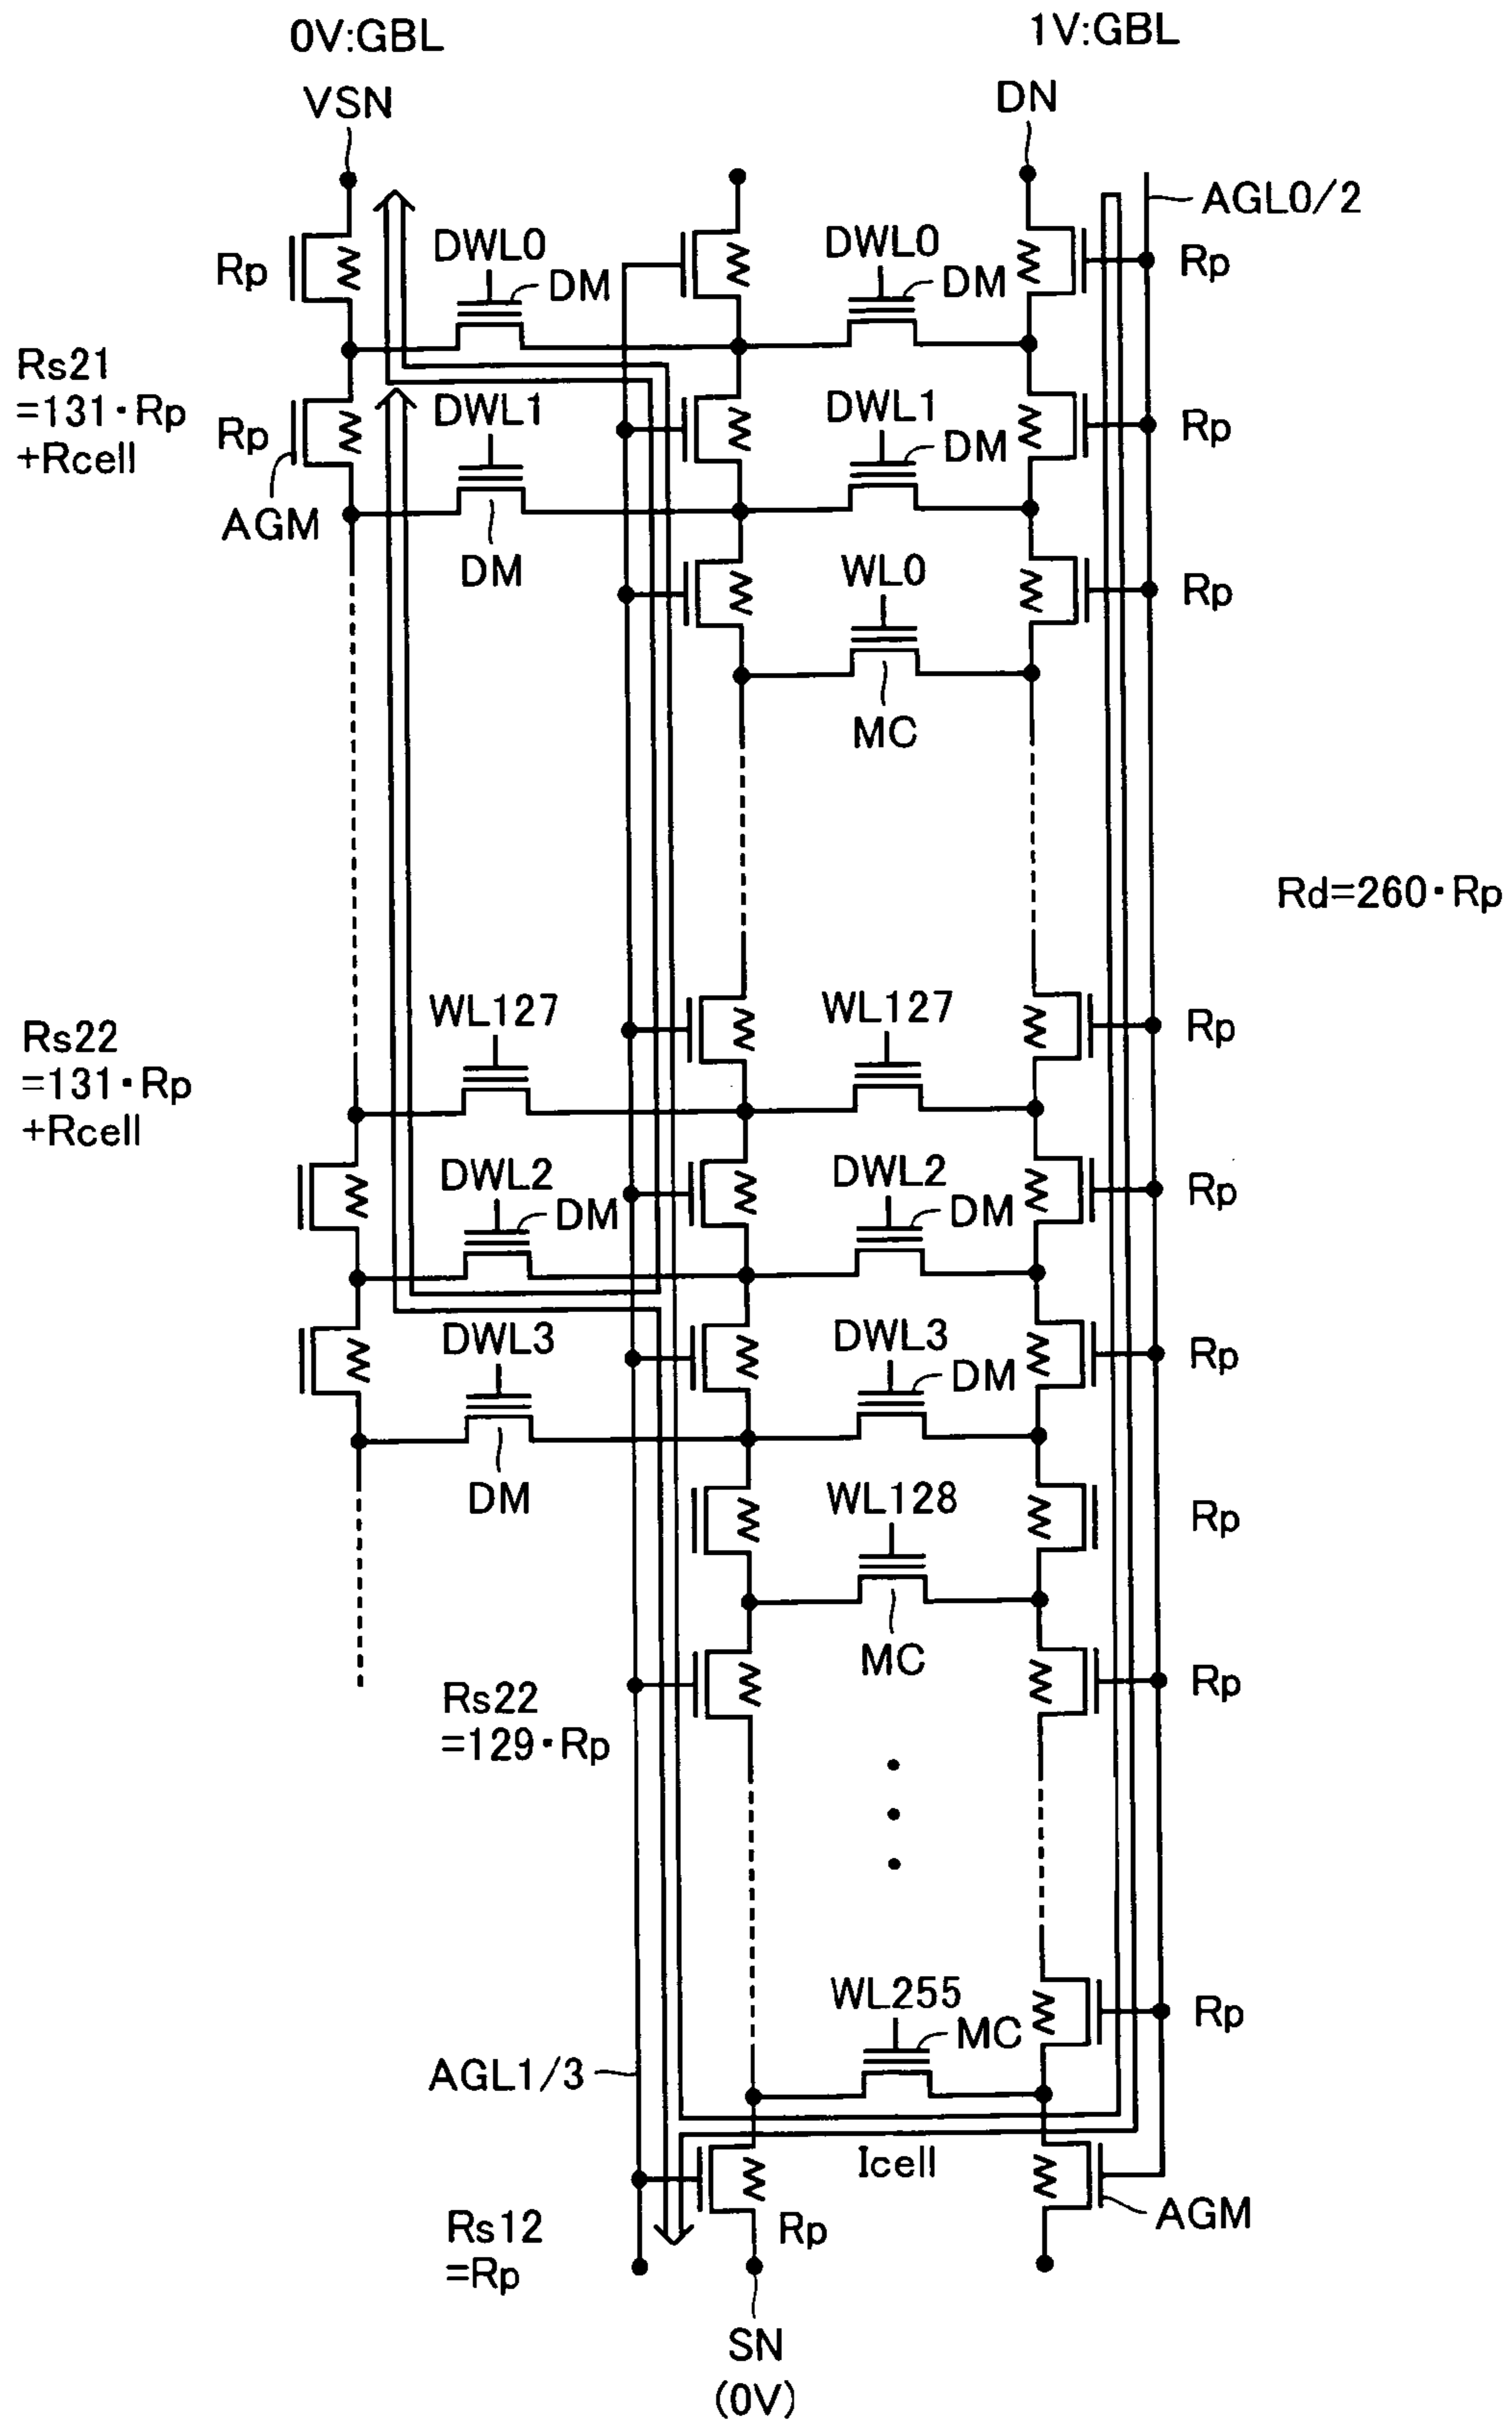 0V:GBL
1V:GBL
VSN
DN
AGL0/2
DWL0
DM
DWL0
DM
Rp
Rp
Rs21
=131·Rp
+Rcell
Rp
DWL1
DWL1
DM
Rp
AGM
DM
WL0
Rp
MC
Rd=260·Rp
Rs22
=131·Rp
+Rcell
WL127
WL127
Rp
DWL2
DM
DWL2
DM
Rp
DWL3
DWL3
DM
Rp
DM
WL128
Rp
MC
Rs22
=129·Rp
Rp
WL255
MC
Rp
AGL1/3
Icell
AGM
Rs12
=Rp
Rp
SN
(0V)